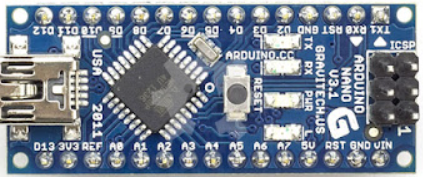 D12 D11 D10 D9 D8 D7 D6 D5 D4 D3 D2 GND RST RX0 TX1
TX
RX
PWR
L
ARDUINO.CC
RESET
USA
2011
GRAVITECH.US
ARDUINO
NANO
V3.1
ICSP
1
G
D13 3V3 REF A0 A1 A2 A3 A4 A5 A6 A7 5V RST GND VIN